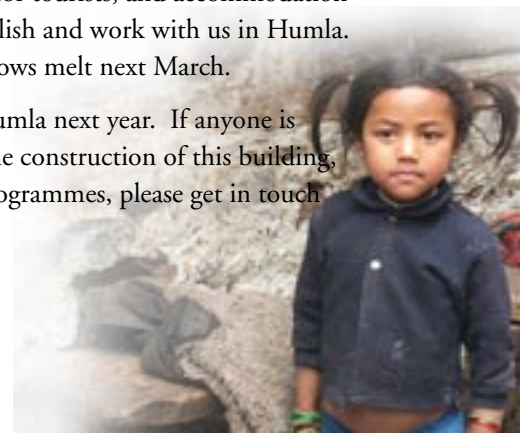 or tourists, and accommodation
lish and work with us in Humla.
ows melt next March.
umla next year.  If anyone is
e construction of this building,
ogrammes, please get in touch